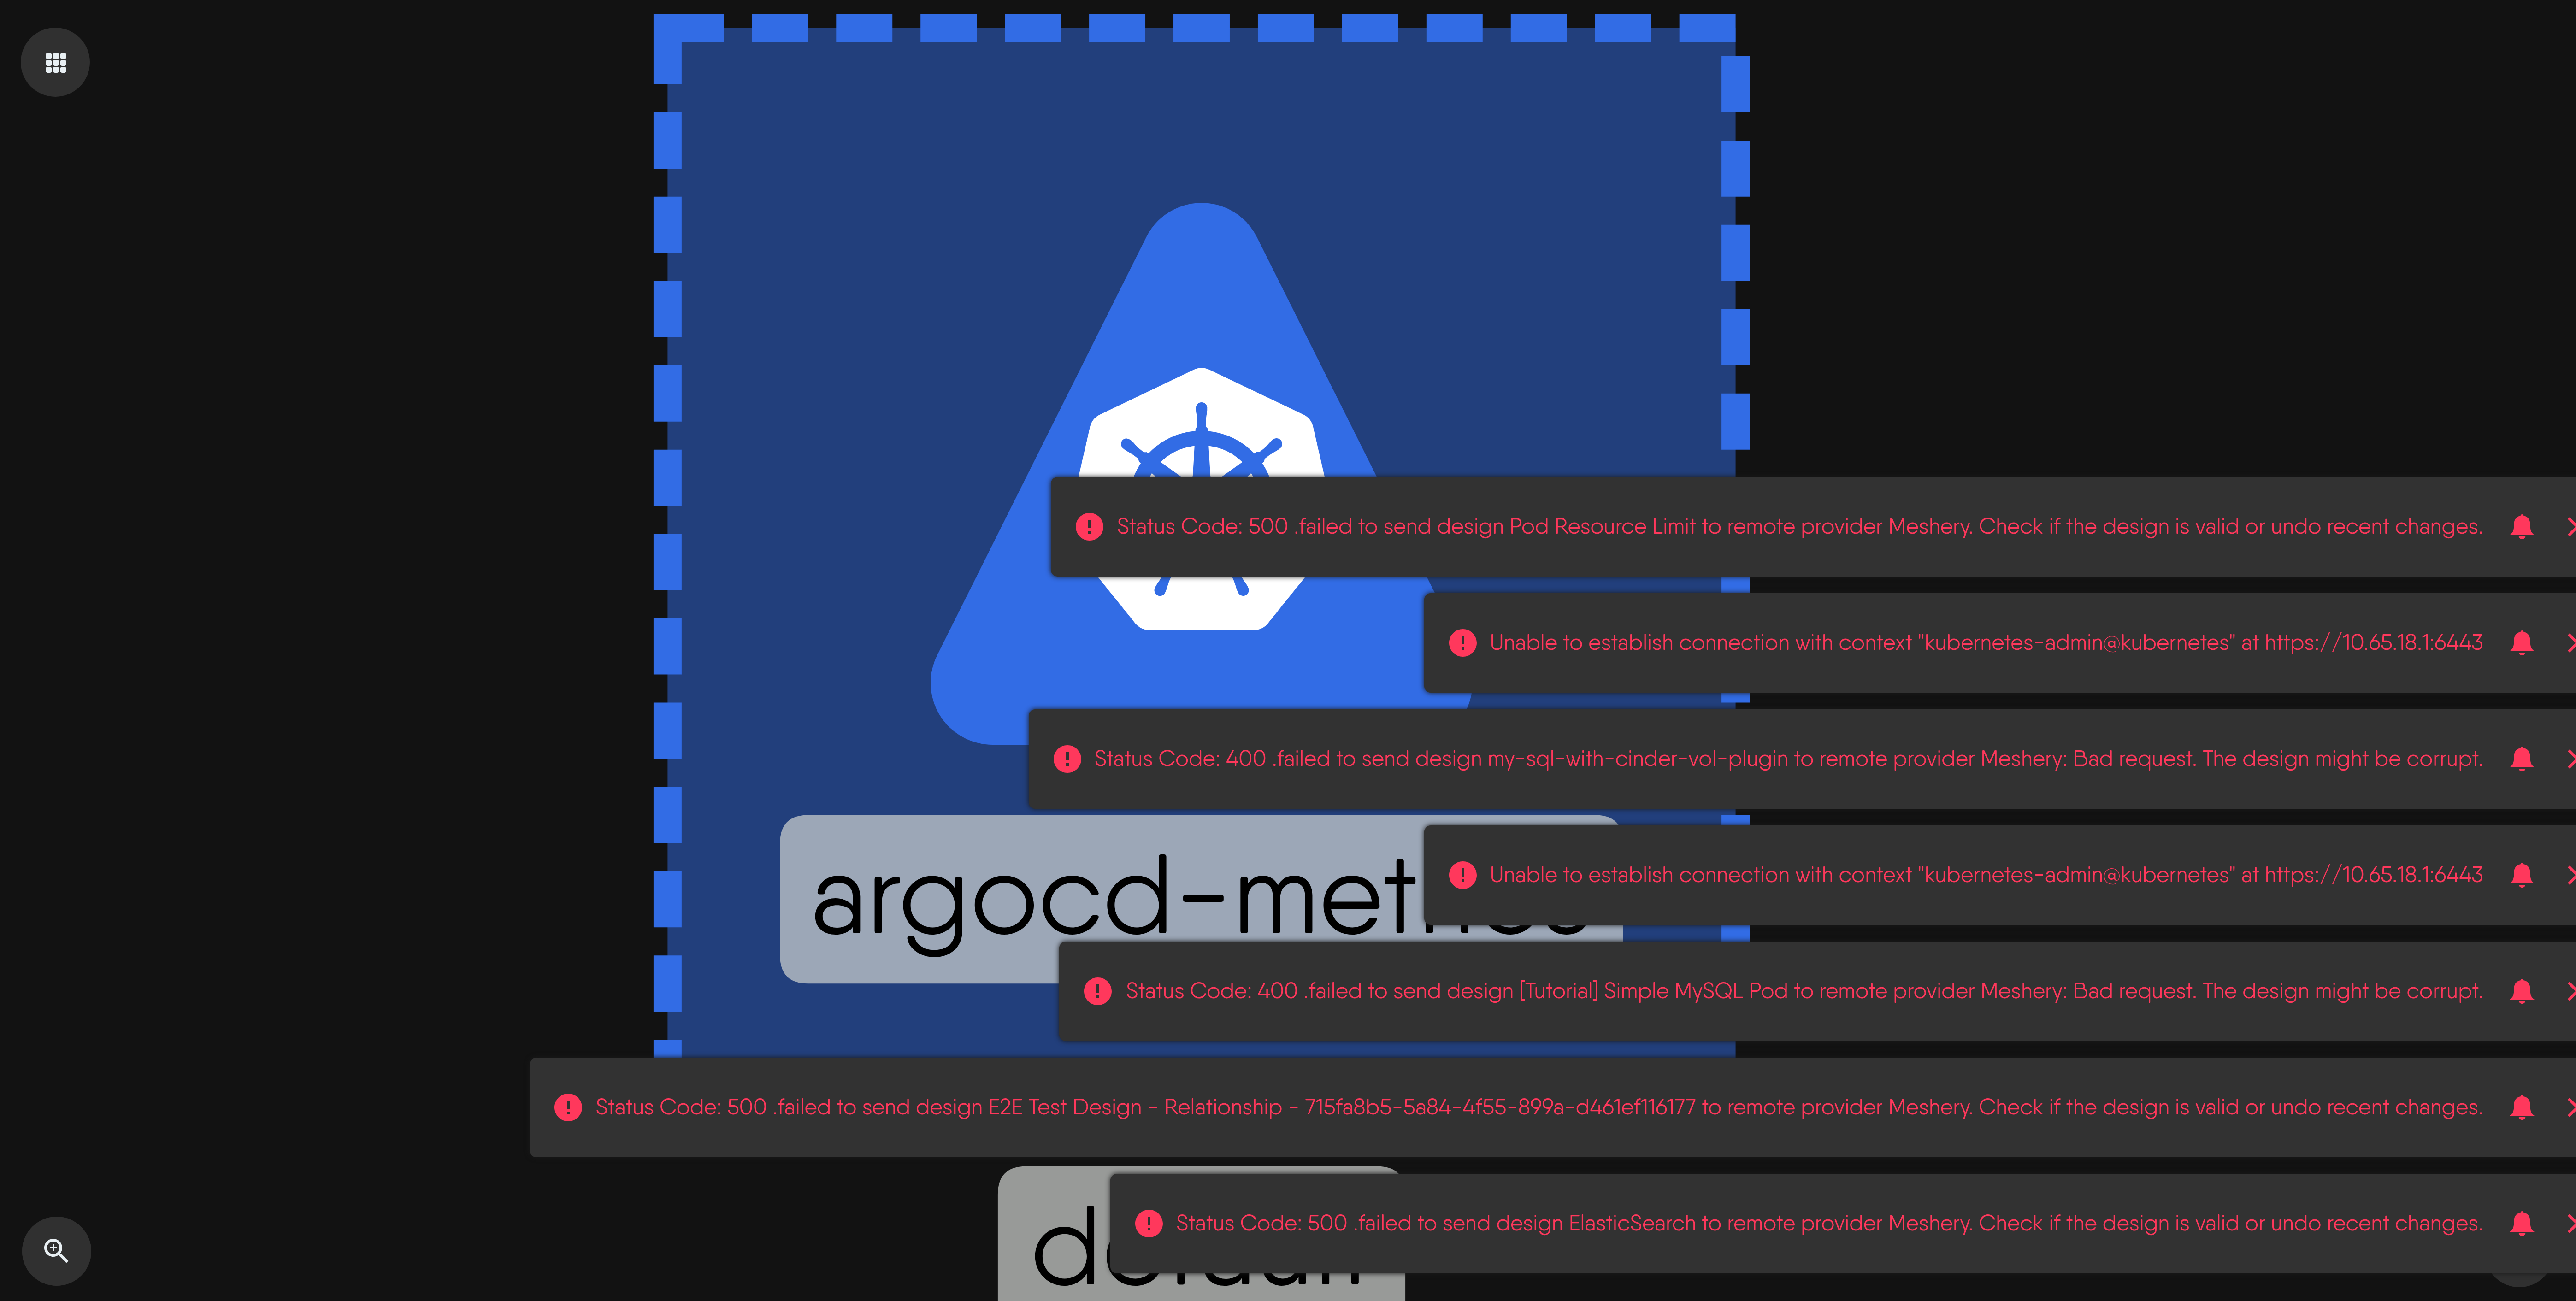 Status Code: 500 .failed to send design Pod Resource Limit to remote provider Meshery. Check if the design is valid or undo recent changes.
Unable to establish connection with context "kubernetes-admin@kubernetes" at https://10.65.18.1:6443
Status Code: 400 .failed to send design my-sql-with-cinder-vol-plugin to remote provider Meshery: Bad request. The design might be corrupt.
Unable to establish connection with context "kubernetes-admin@kubernetes" at https://10.65.18.1:6443
argocd-metrics
Status Code: 400 .failed to send design [Tutorial] Simple MySQL Pod to remote provider Meshery: Bad request. The design might be corrupt.
Status Code: 500 .failed to send design E2E Test Design - Relationship - 715fa8b5-5a84-4f55-899a-d461ef116177 to remote provider Meshery. Check if the design is valid or undo recent changes.
Status Code: 500 .failed to send design ElasticSearch to remote provider Meshery. Check if the design is valid or undo recent changes.
default